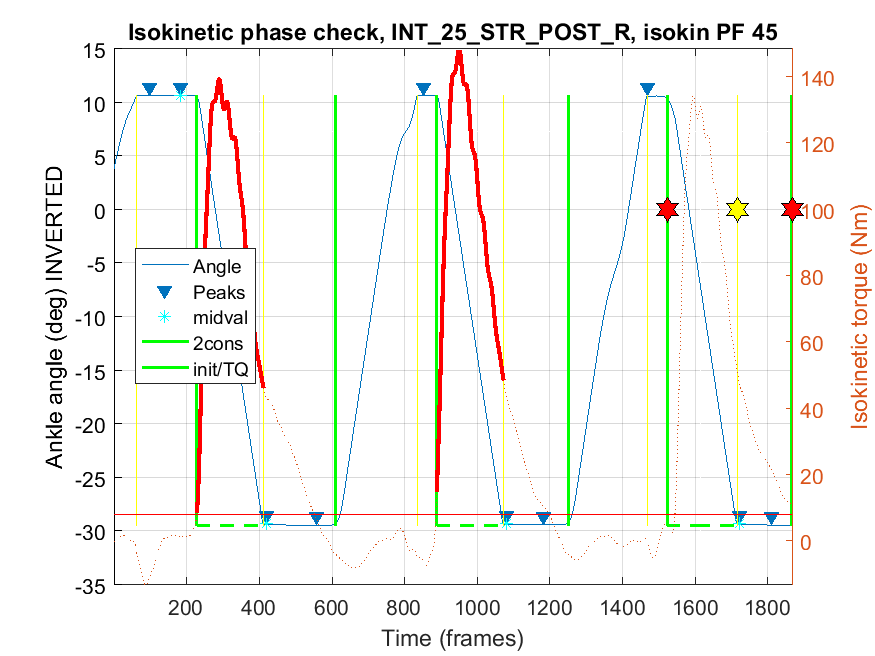 Isokinetic phase check, INT_25_STR_POST_R, isokin PF 45
15
10
5
0
-5
-10
-15
-20
-25
-30
-35
Ankle angle (deg) INVERTED
Angle
Peaks
midval
2cons
init/TQ
140
120
100
80
60
40
20
0
Isokinetic torque (Nm)
200 400 600 800 1000 1200 1400 1600 1800
Time (frames)